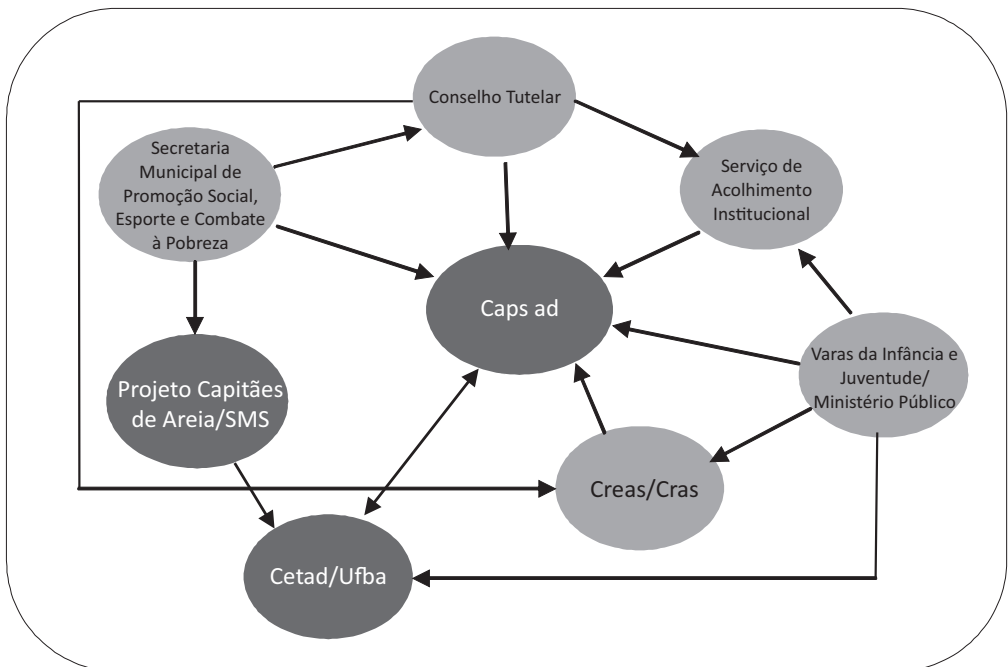 Conselho Tutelar
Secretaria
Municipal de
Promoção Social,
Esporte e Combate
à Pobreza
Serviço de
Acolhimento
Institucional
Caps ad
Varas da Infância e
Juventude/
Ministério Público
Projeto Capitães
de Areia/SMS
Creas/Cras
Cetad/Ufba